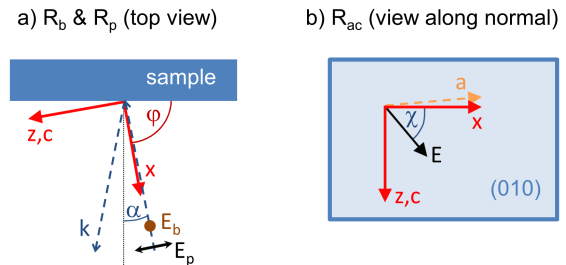 a) R_b & R_p (top view)
b) R_ac (view along normal)
sample
φ
z,c
x
k
α
E_b
E_p
a
χ
x
E
z,c
(010)